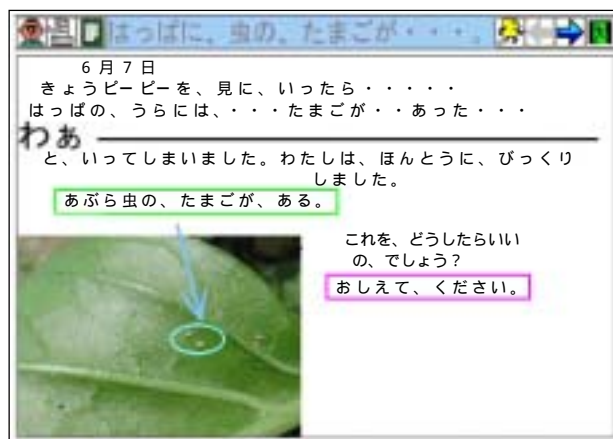 はっぱに。虫の。たまごが・・・。
6月7日
きょうピーピーを、見に、いったら・・・・・
はっぱの、うらには、・・・たまごが・・あった・・・
わぁ
と、いってしまいました。わたしは、ほんとうに、びっくり
しました。
あぶら虫の、たまごが、ある。
これを、どうしたらいい
の、でしょう？
おしえて、ください。